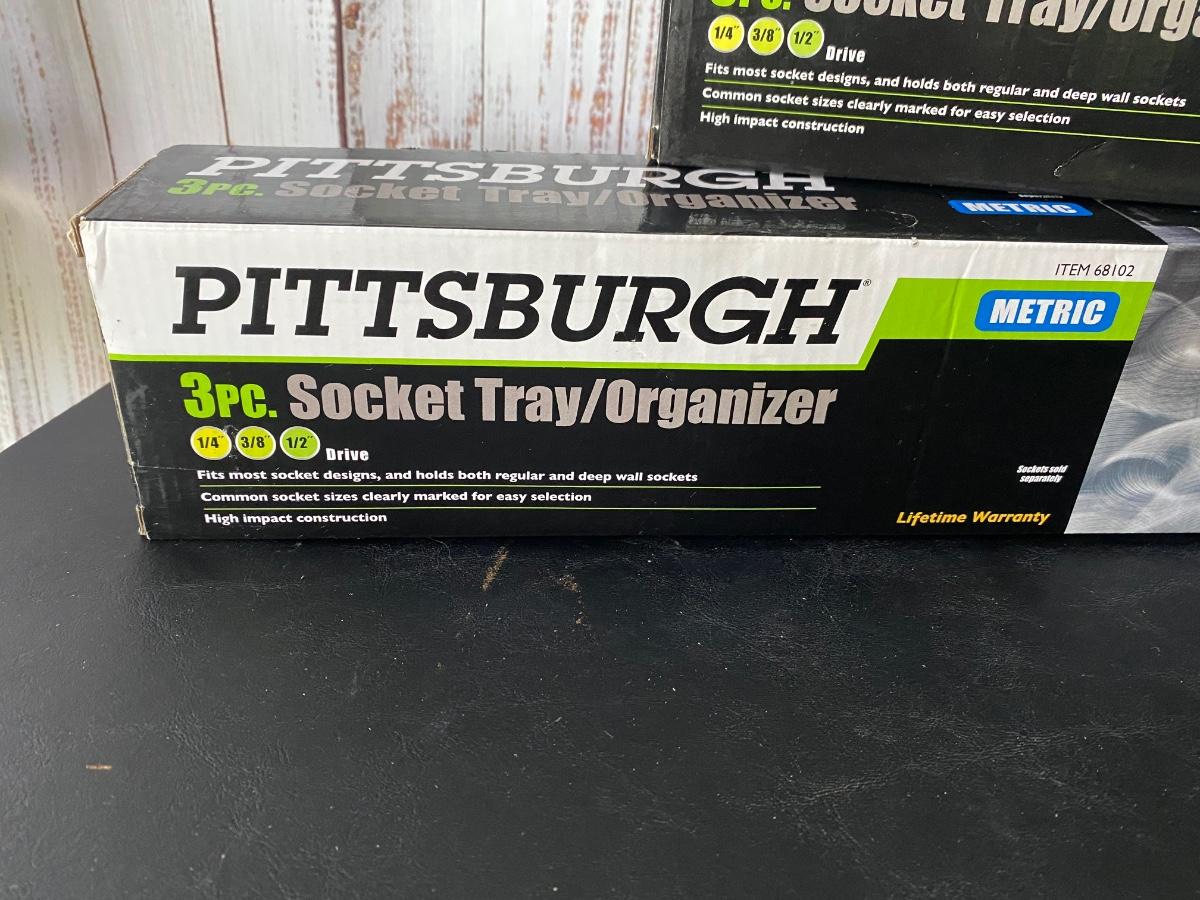 3PC. Socket Tray/Orga
1/4" 3/8" 1/2" Drive
Fits most socket designs, and holds both regular and deep wall sockets
Common socket sizes clearly marked for easy selection
High impact construction
PITTSBURGH
3PC. Socket Tray/Organizer
METRIC
PITTSBURGH®
ITEM 68102
METRIC
3PC. Socket Tray/Organizer
1/4" 3/8" 1/2" Drive
Fits most socket designs, and holds both regular and deep wall sockets
Common socket sizes clearly marked for easy selection
High impact construction
Sockets sold
separately
Lifetime Warranty